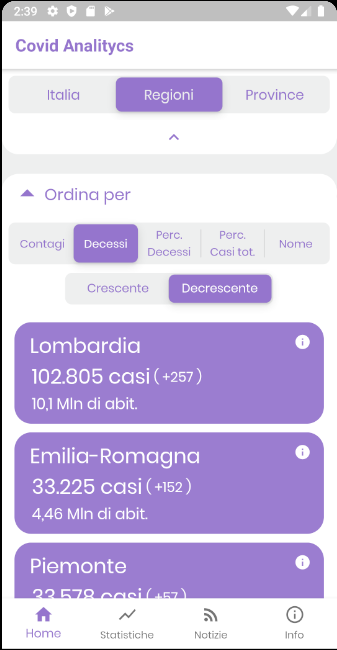 2:39
Covid Analitycs
Italia Regioni Province
Ordina per
Contagi Decessi Perc. Decessi Perc. Casi tot. Nome
Crescente Decrescente
Lombardia
102.805 casi ( +257 )
10,1 Mln di abit.
Emilia-Romagna
33.225 casi ( +152 )
4,46 Mln di abit.
Piemonte
33.578 casi ( +57 )
Home Statistiche Notizie Info